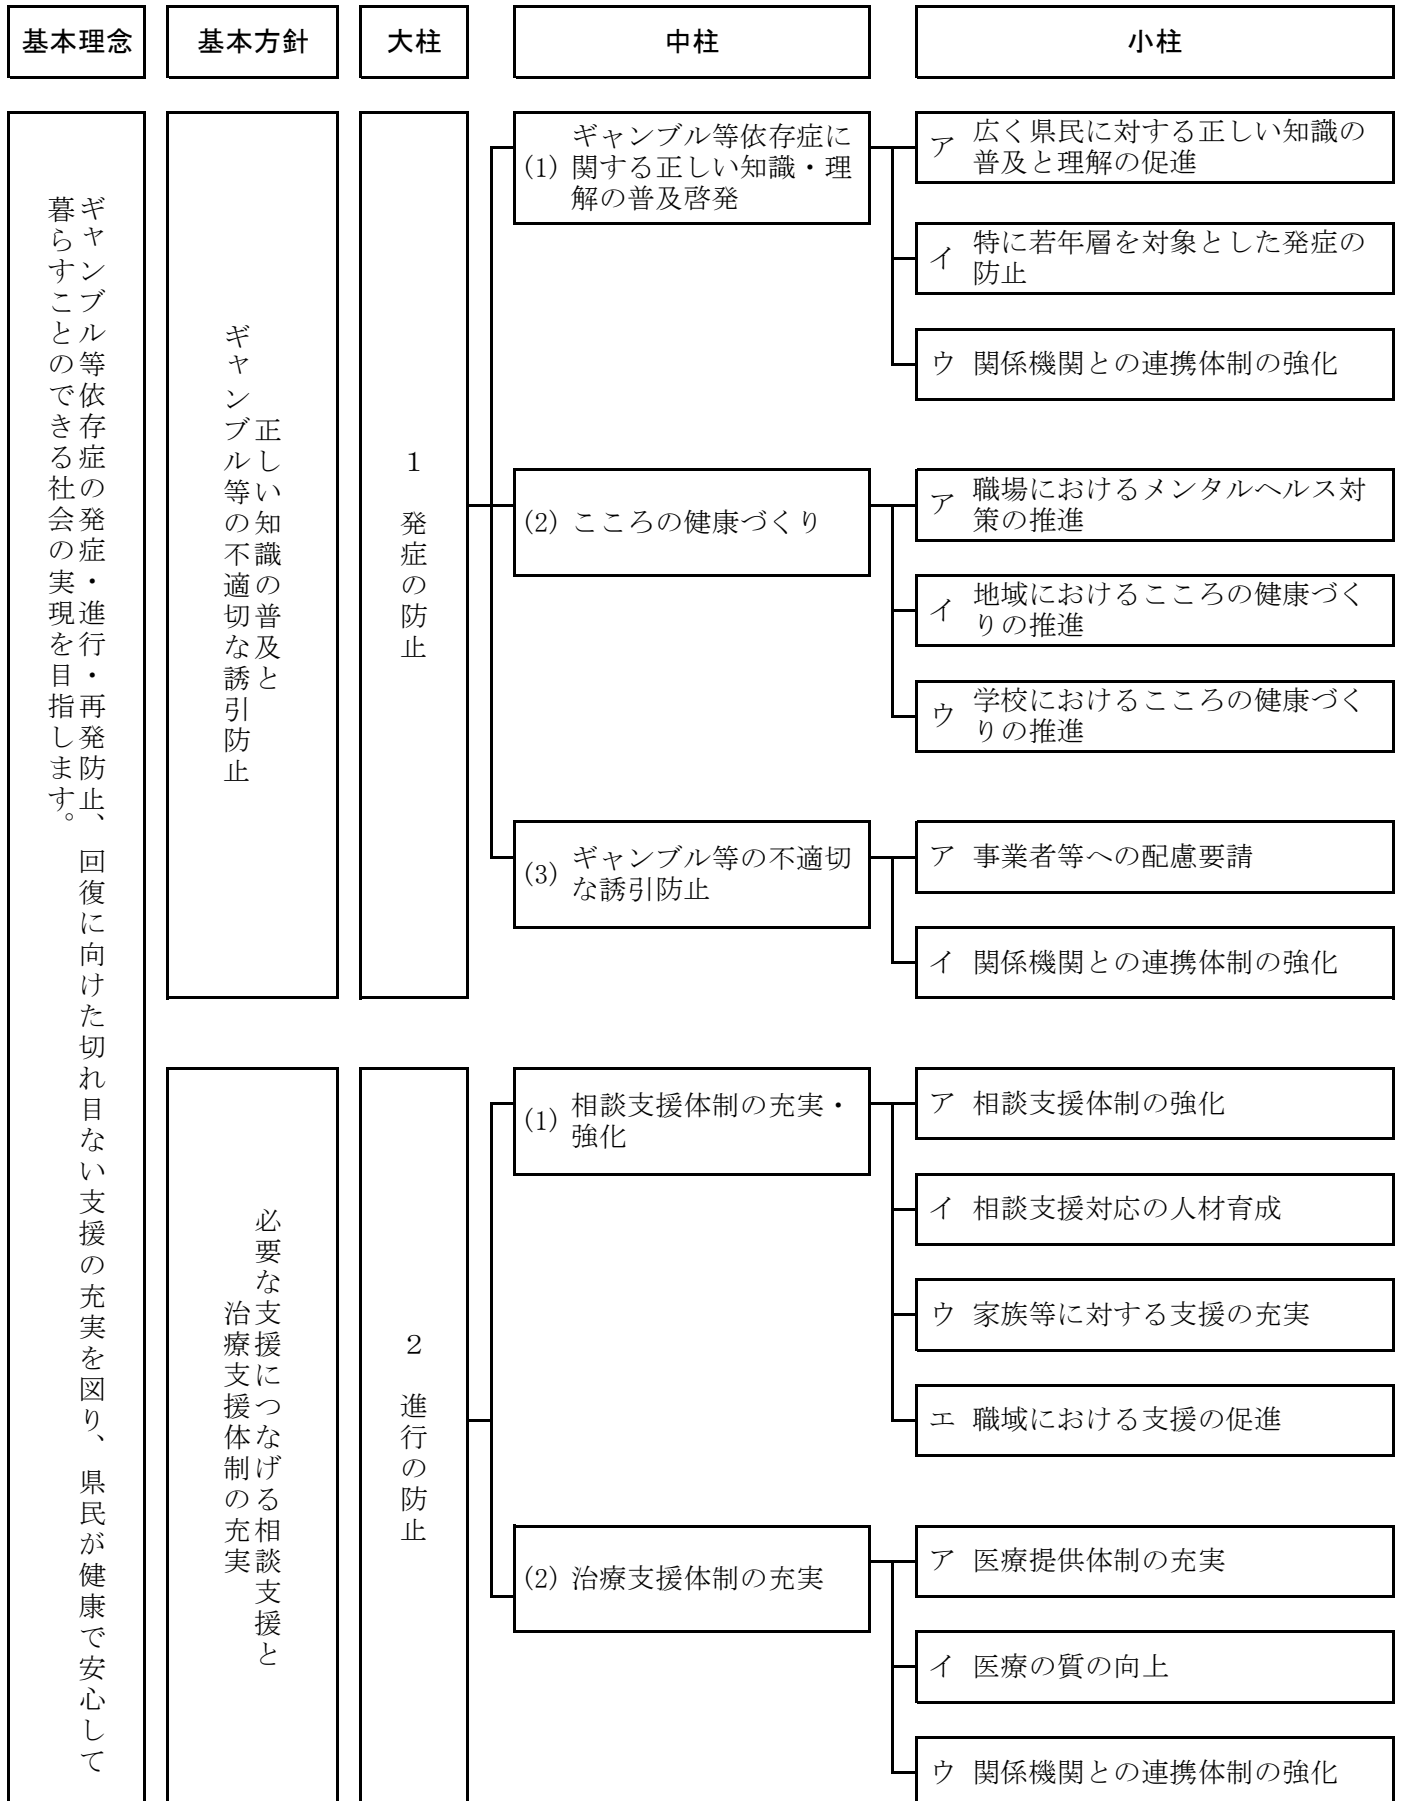 基本理念
基本方針
大柱
中柱
小柱
ギャンブル等依存症の発症・進行・再発防止、回復に向けた切れ目ない支援の充実を図り、県民が健康で安心して
暮らすことのできる社会の実現を目指します。
正しい知識の普及と
ギャンブル等の不適切な誘引防止
1 発症の防止
(1) ギャンブル等依存症に
関する正しい知識・理
解の普及啓発
ア 広く県民に対する正しい知識の
普及と理解の促進
イ 特に若年層を対象とした発症の
防止
ウ 関係機関との連携体制の強化
(2) こころの健康づくり
ア 職場におけるメンタルヘルス対
策の推進
イ 地域におけるこころの健康づく
りの推進
ウ 学校におけるこころの健康づく
りの推進
(3) ギャンブル等の不適切
な誘引防止
ア 事業者等への配慮要請
イ 関係機関との連携体制の強化
必要な支援につなげる相談支援と
治療支援体制の充実
2 進行の防止
(1) 相談支援体制の充実・
強化
ア 相談支援体制の強化
イ 相談支援対応の人材育成
ウ 家族等に対する支援の充実
エ 職域における支援の促進
(2) 治療支援体制の充実
ア 医療提供体制の充実
イ 医療の質の向上
ウ 関係機関との連携体制の強化